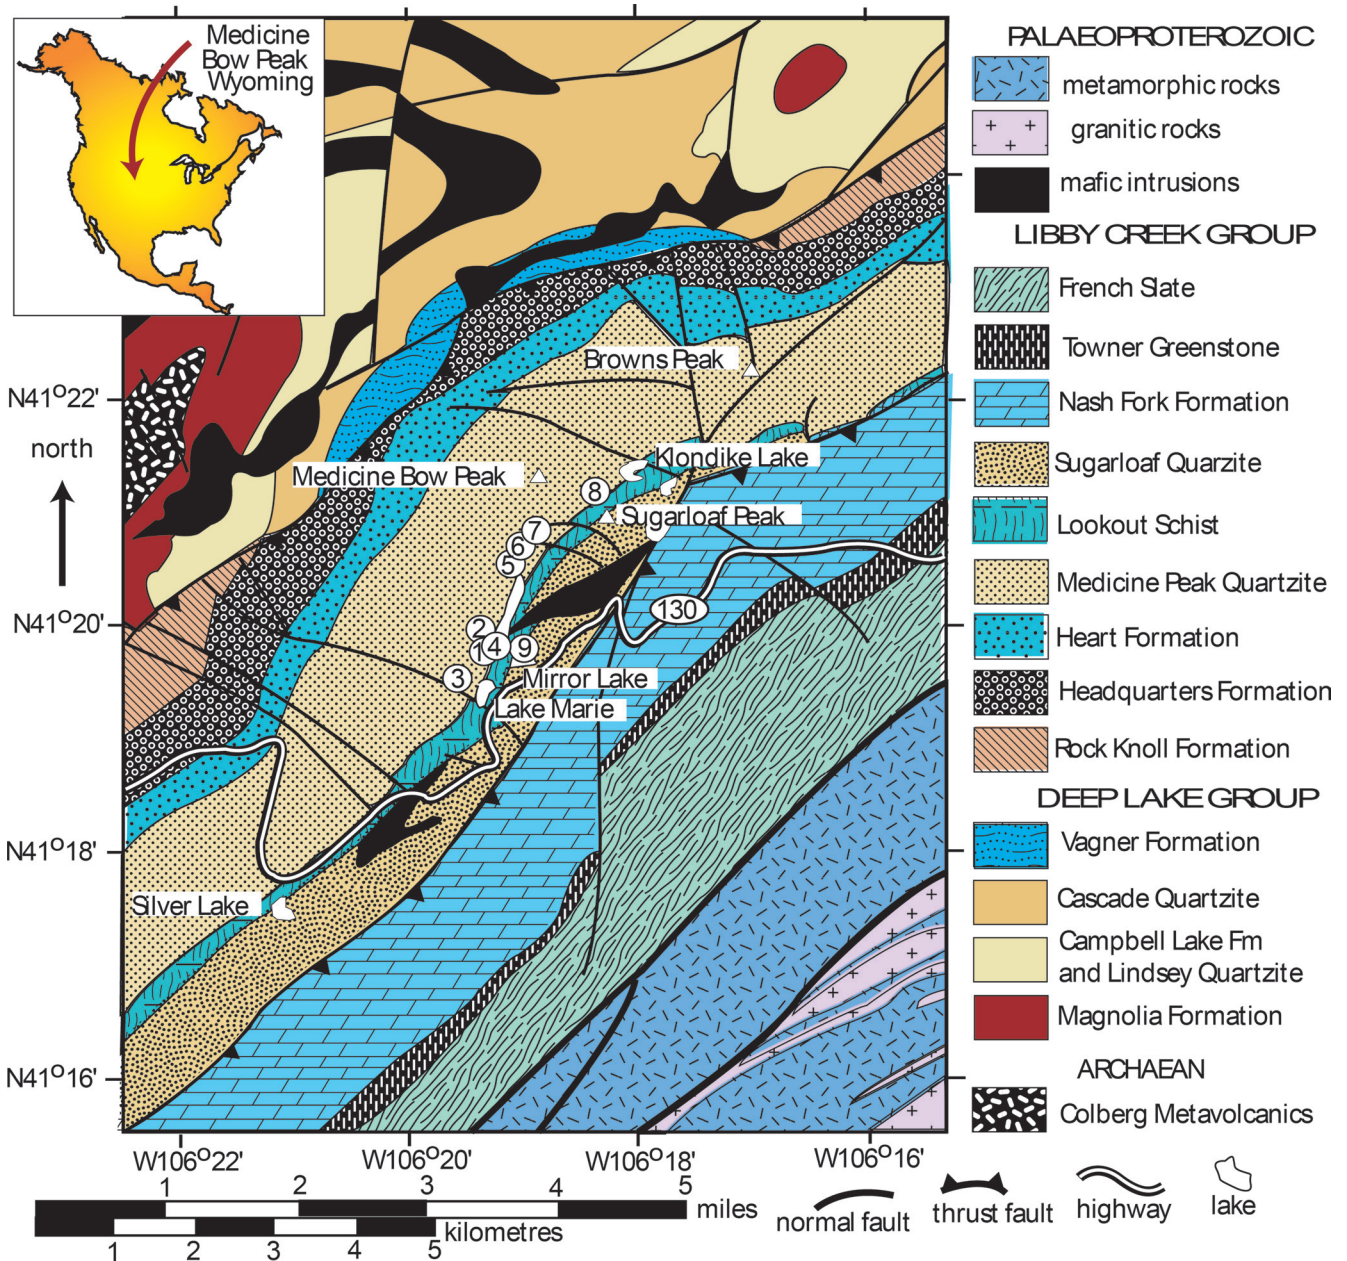 Medicine
Bow Peak
Wyoming
N41°22'
north
N41°20'
N41°18'
N41°16'
W106°22'
W106°20'
W106°18'
W106°16'
Browns Peak
Klondike Lake
Medicine Bow Peak
Sugarloaf Peak
8
7
6
5
2
1
4
9
3
130
Mirror Lake
Lake Marie
Silver Lake
PALAEOPROTEROZOIC
metamorphic rocks
granitic rocks
mafic intrusions
LIBBY CREEK GROUP
French Slate
Towner Greenstone
Nash Fork Formation
Sugarloaf Quarzite
Lookout Schist
Medicine Peak Quartzite
Heart Formation
Headquarters Formation
Rock Knoll Formation
DEEP LAKE GROUP
Vagner Formation
Cascade Quartzite
Campbell Lake Fm
and Lindsey Quartzite
Magnolia Formation
ARCHAEAN
Colberg Metavolcanics
1 2 3 4 5
miles
kilometres
1 2 3 4 5
normal fault
thrust fault
highway
lake